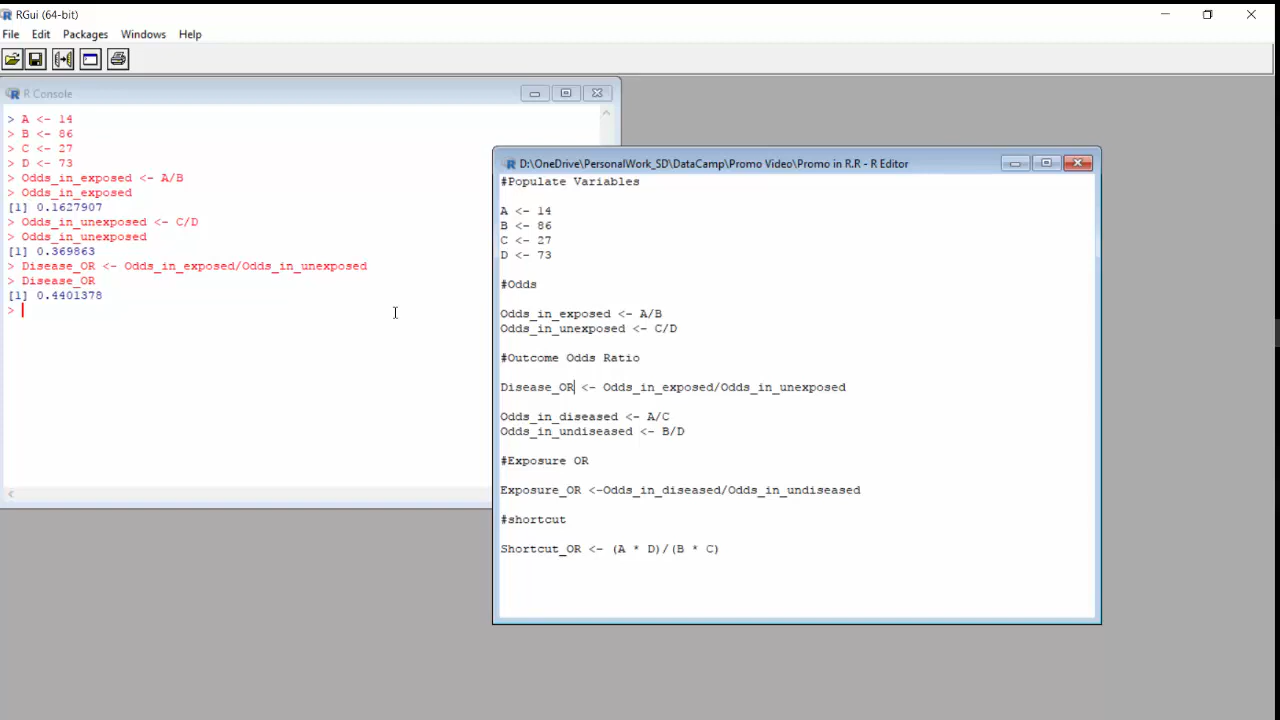 RGui (64-bit)
File Edit Packages Windows Help
R Console
> A <- 14
> B <- 86
> C <- 27
> D <- 73
> Odds_in_exposed <- A/B
> Odds_in_exposed
[1] 0.1627907
> Odds_in_unexposed <- C/D
> Odds_in_unexposed
[1] 0.369863
> Disease_OR <- Odds_in_exposed/Odds_in_unexposed
> Disease_OR
[1] 0.4401378
>
D:\OneDrive\PersonalWork_SD\DataCamp\Promo Video\Promo in R.R - R Editor
#Populate Variables
A <- 14
B <- 86
C <- 27
D <- 73
#Odds
Odds_in_exposed <- A/B
Odds_in_unexposed <- C/D
#Outcome Odds Ratio
Disease_OR <- Odds_in_exposed/Odds_in_unexposed
Odds_in_diseased <- A/C
Odds_in_undiseased <- B/D
#Exposure OR
Exposure_OR <-Odds_in_diseased/Odds_in_undiseased
#shortcut
Shortcut_OR <- (A * D)/(B * C)